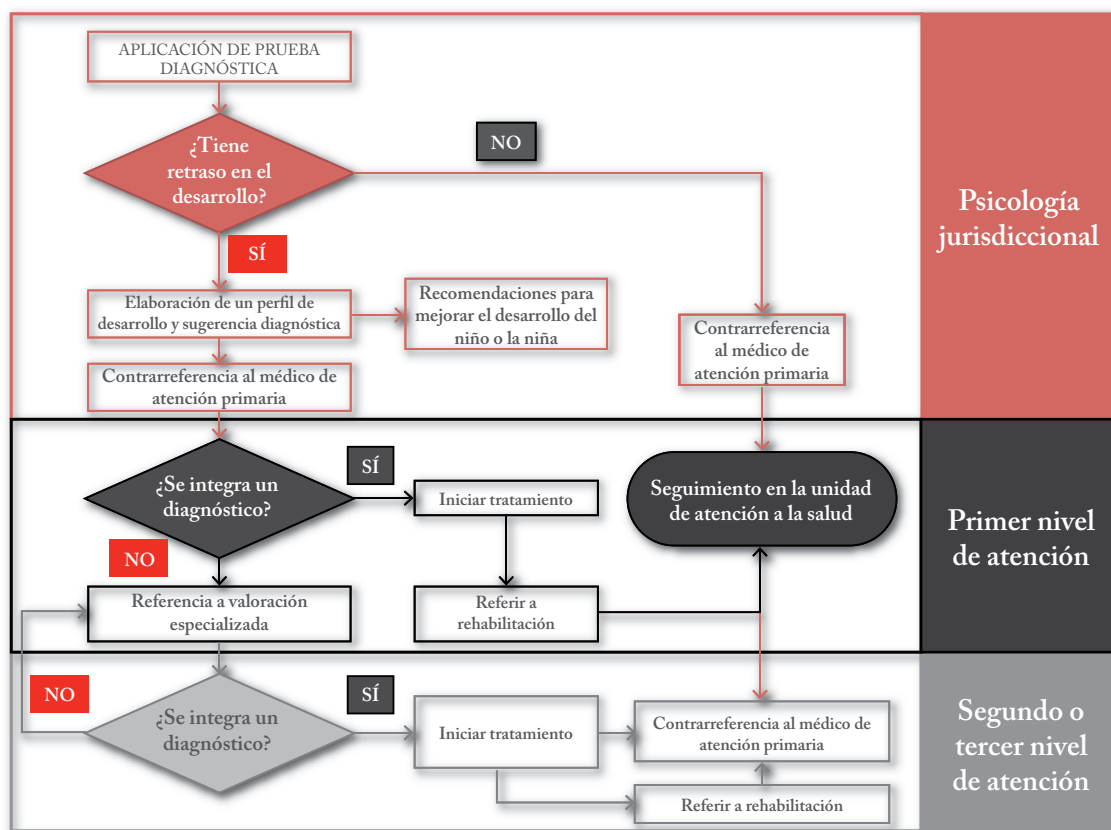 APLICACIÓN DE PRUEBA
DIAGNÓSTICA
¿Tiene
retraso en el
desarrollo?
NO
SÍ
Elaboración de un perfil de
desarrollo y sugerencia diagnóstica
Recomendaciones para
mejorar el desarrollo del
niño o la niña
Contrarreferencia
al médico de
atención primaria
Contrarreferencia al médico de
atención primaria
Psicología
jurisdiccional
¿Se integra un
diagnóstico?
SÍ
Iniciar tratamiento
Seguimiento en la unidad
de atención a la salud
NO
Referencia a valoración
especializada
Referir a
rehabilitación
Primer nivel
de atención
NO
¿Se integra un
diagnóstico?
SÍ
Iniciar tratamiento
Contrarreferencia al médico de
atención primaria
Referir a rehabilitación
Segundo o
tercer nivel
de atención